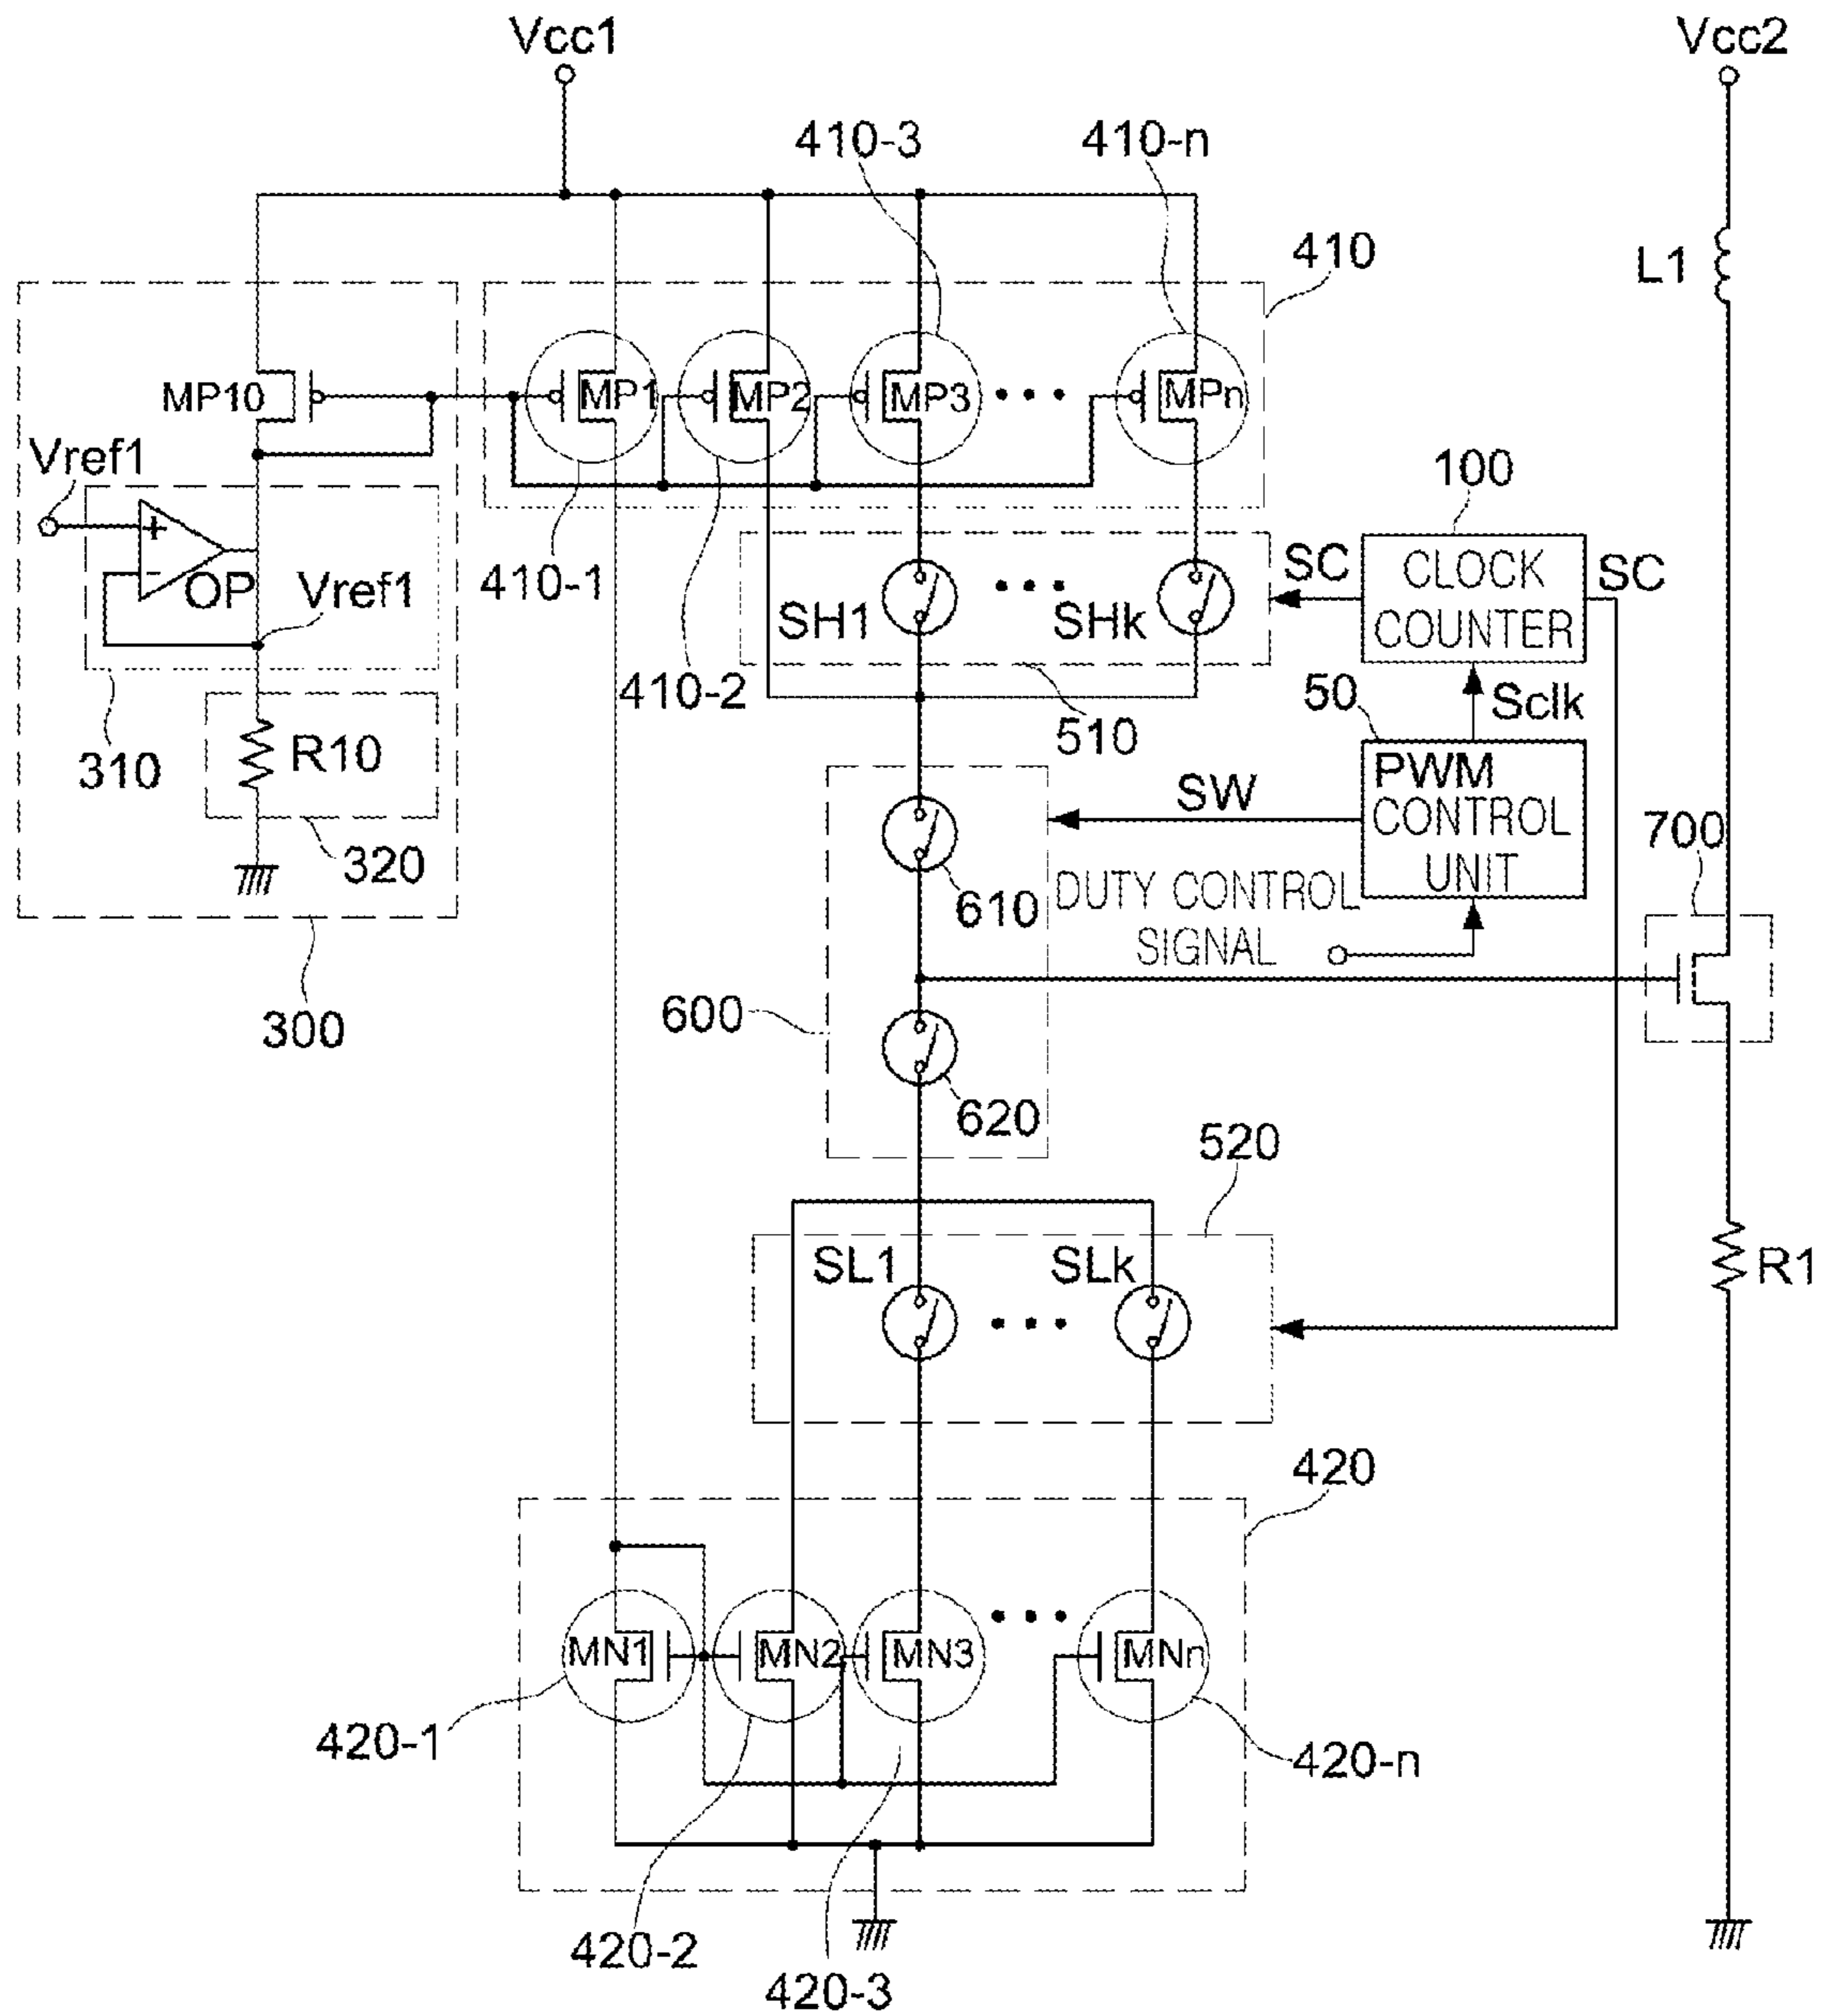 Vcc1
Vcc2
410-3
410-n
410
L1
MP10
MP1
MP2
MP3
MPn
Vref1
+
-
OP
Vref1
410-1
410-2
SH1
SHk
SC
100
CLOCK
COUNTER
SC
510
50
Sclk
310
R10
320
300
SW
PWM
CONTROL
UNIT
700
610
DUTY CONTROL
SIGNAL
600
620
520
SL1
SLk
R1
420
MN1
MN2
MN3
MNn
420-1
420-n
420-2
420-3